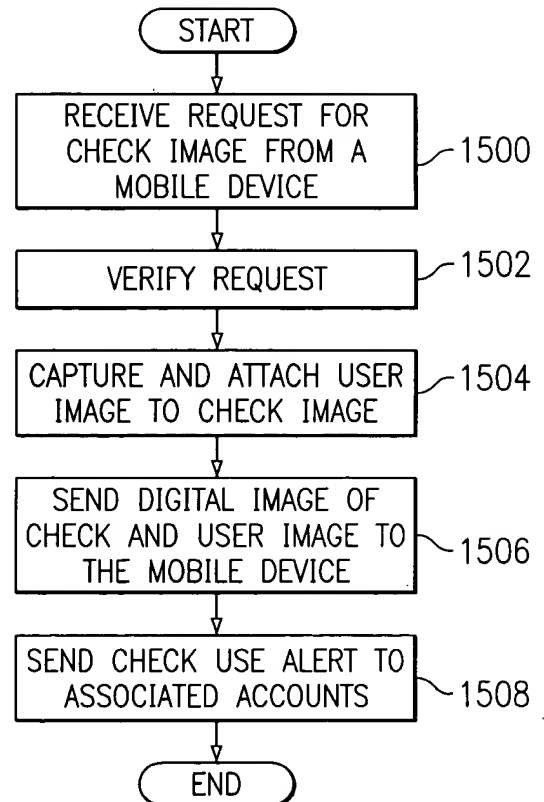 START
RECEIVE REQUEST FOR
CHECK IMAGE FROM A
MOBILE DEVICE
1500
VERIFY REQUEST
1502
CAPTURE AND ATTACH USER
IMAGE TO CHECK IMAGE
1504
SEND DIGITAL IMAGE OF
CHECK AND USER IMAGE TO
THE MOBILE DEVICE
1506
SEND CHECK USE ALERT TO
ASSOCIATED ACCOUNTS
1508
END